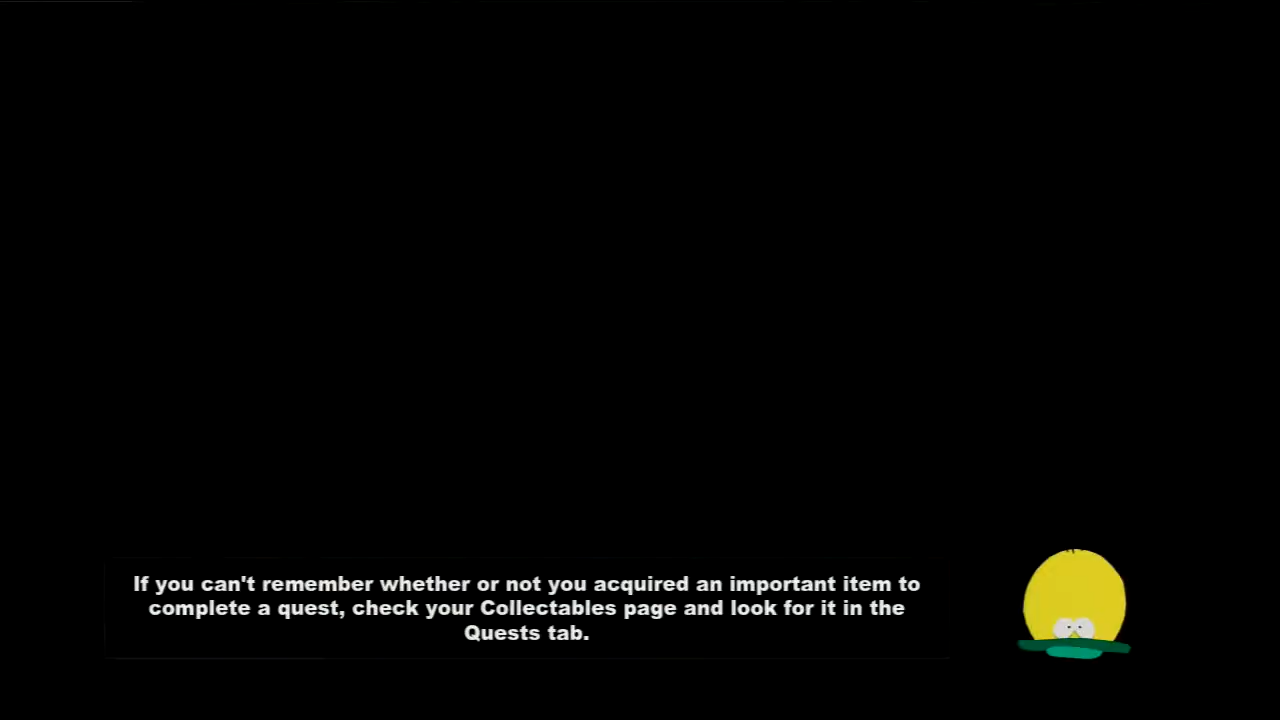 If you can't remember whether or not you acquired an important item to
complete a quest, check your Collectables page and look for it in the
Quests tab.